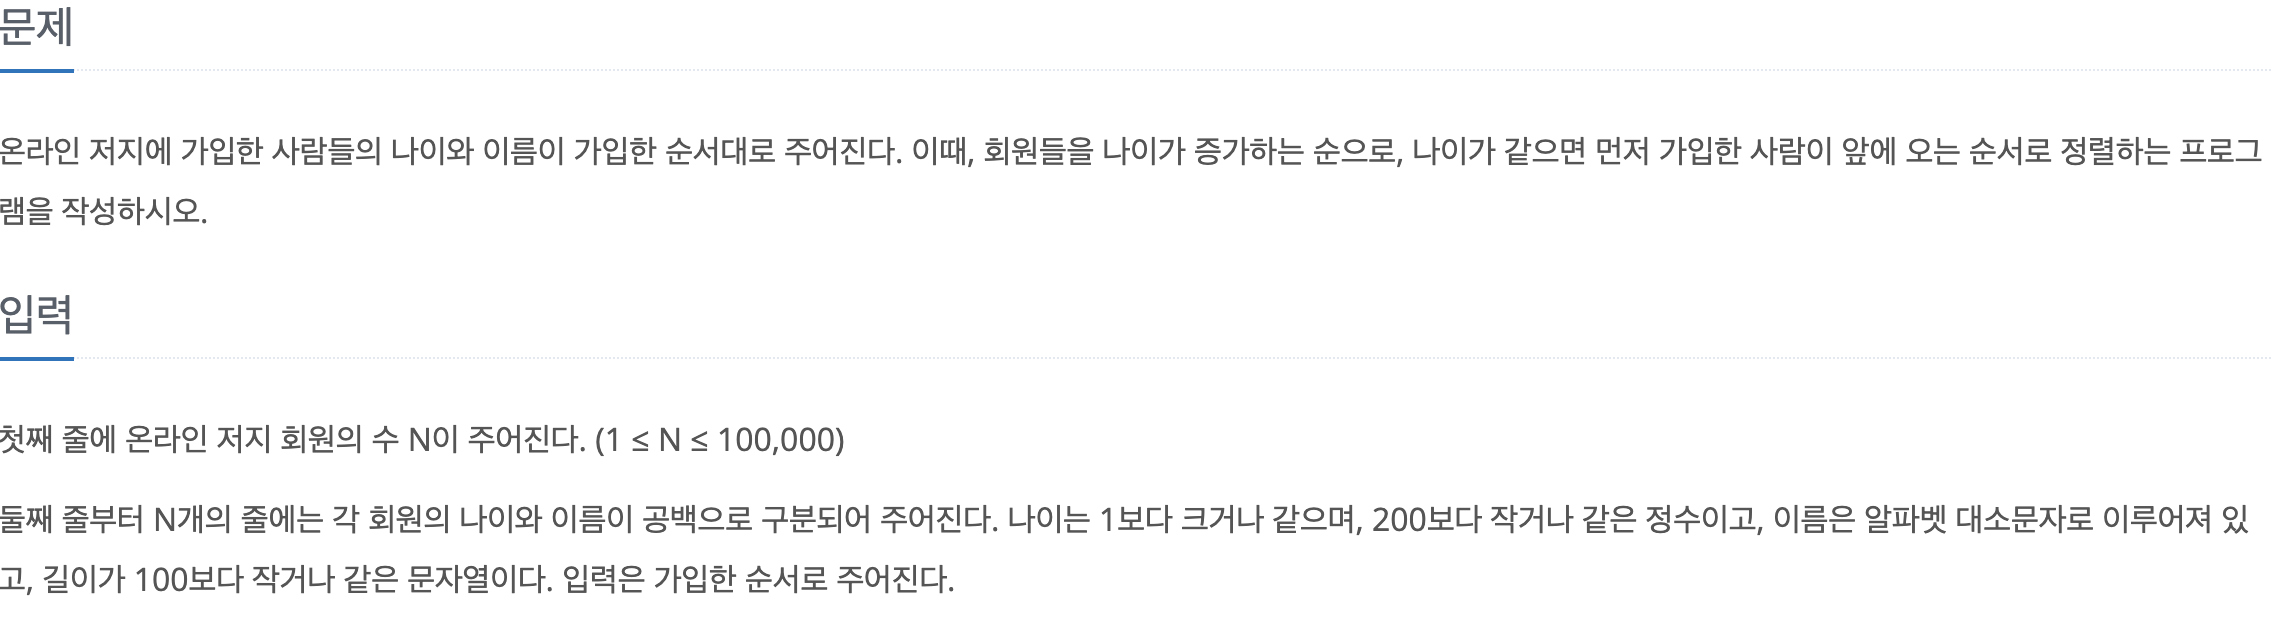 문제
온라인 저지에 가입한 사람들의 나이와 이름이 가입한 순서대로 주어진다. 이때, 회원들을 나이가 증가하는 순으로, 나이가 같으면 먼저 가입한 사람이 앞에 오는 순서로 정렬하는 프로그
램을 작성하시오.
입력
첫째 줄에 온라인 저지 회원의 수 N이 주어진다. (1 ≤ N ≤ 100,000)
둘째 줄부터 N개의 줄에는 각 회원의 나이와 이름이 공백으로 구분되어 주어진다. 나이는 1보다 크거나 같으며, 200보다 작거나 같은 정수이고, 이름은 알파벳 대소문자로 이루어져 있
고, 길이가 100보다 작거나 같은 문자열이다. 입력은 가입한 순서로 주어진다.